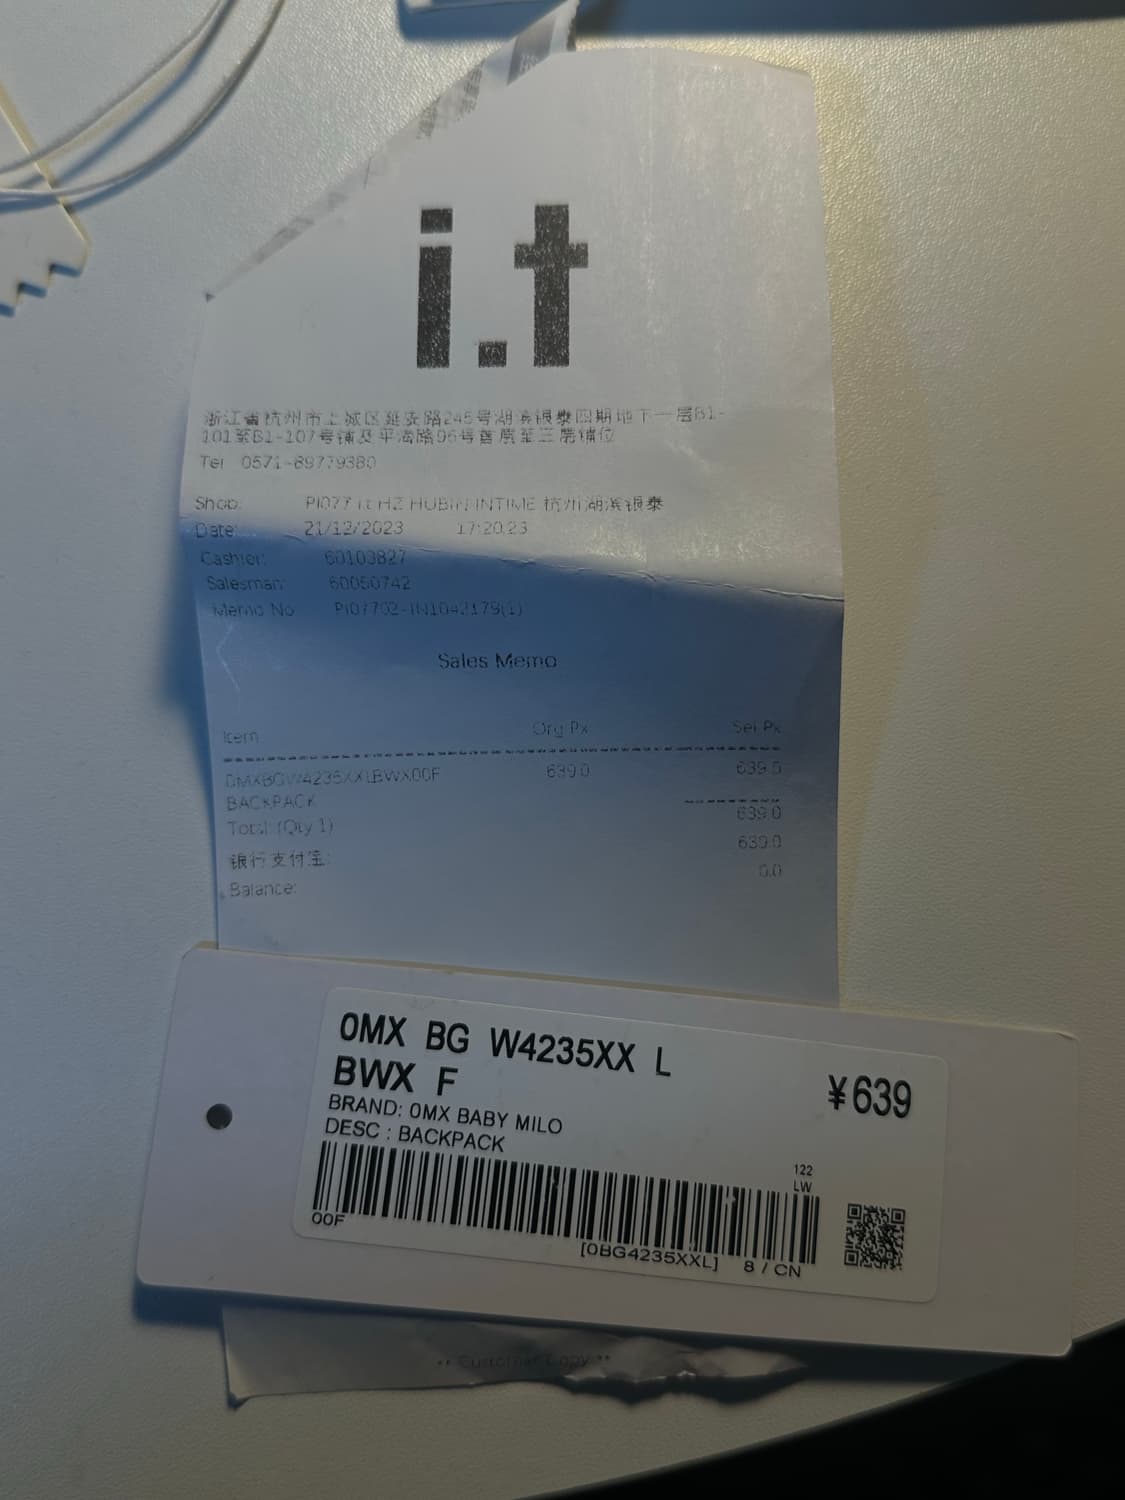 i.t
浙江省杭州市上城区延安路245号湖滨银泰四期地下一层B1-
101至B1-107号铺及平海路96号首层至三层铺位
Tel 0571-89779380
Shop: PI077 i.t HZ HUBIN INTIME 杭州湖滨银泰
Date: 21/12/2023 17:20:23
Cashier: 60103827
Salesman: 60050742
Memo No PI07702-IN1042179(1)
Sales Memo
Item Org Px Sel Px
0MXBGW4235XXLBWX00F 639.0 639.0
BACKPACK
Total: (Qty 1) 639.0
银行支付宝: 639.0
Balance: 0.0
0MX BG W4235XX L
BWX F
¥639
BRAND: 0MX BABY MILO
DESC : BACKPACK
122
LW
00F
[0BG4235XXL] 8 / CN
** Customer Copy **